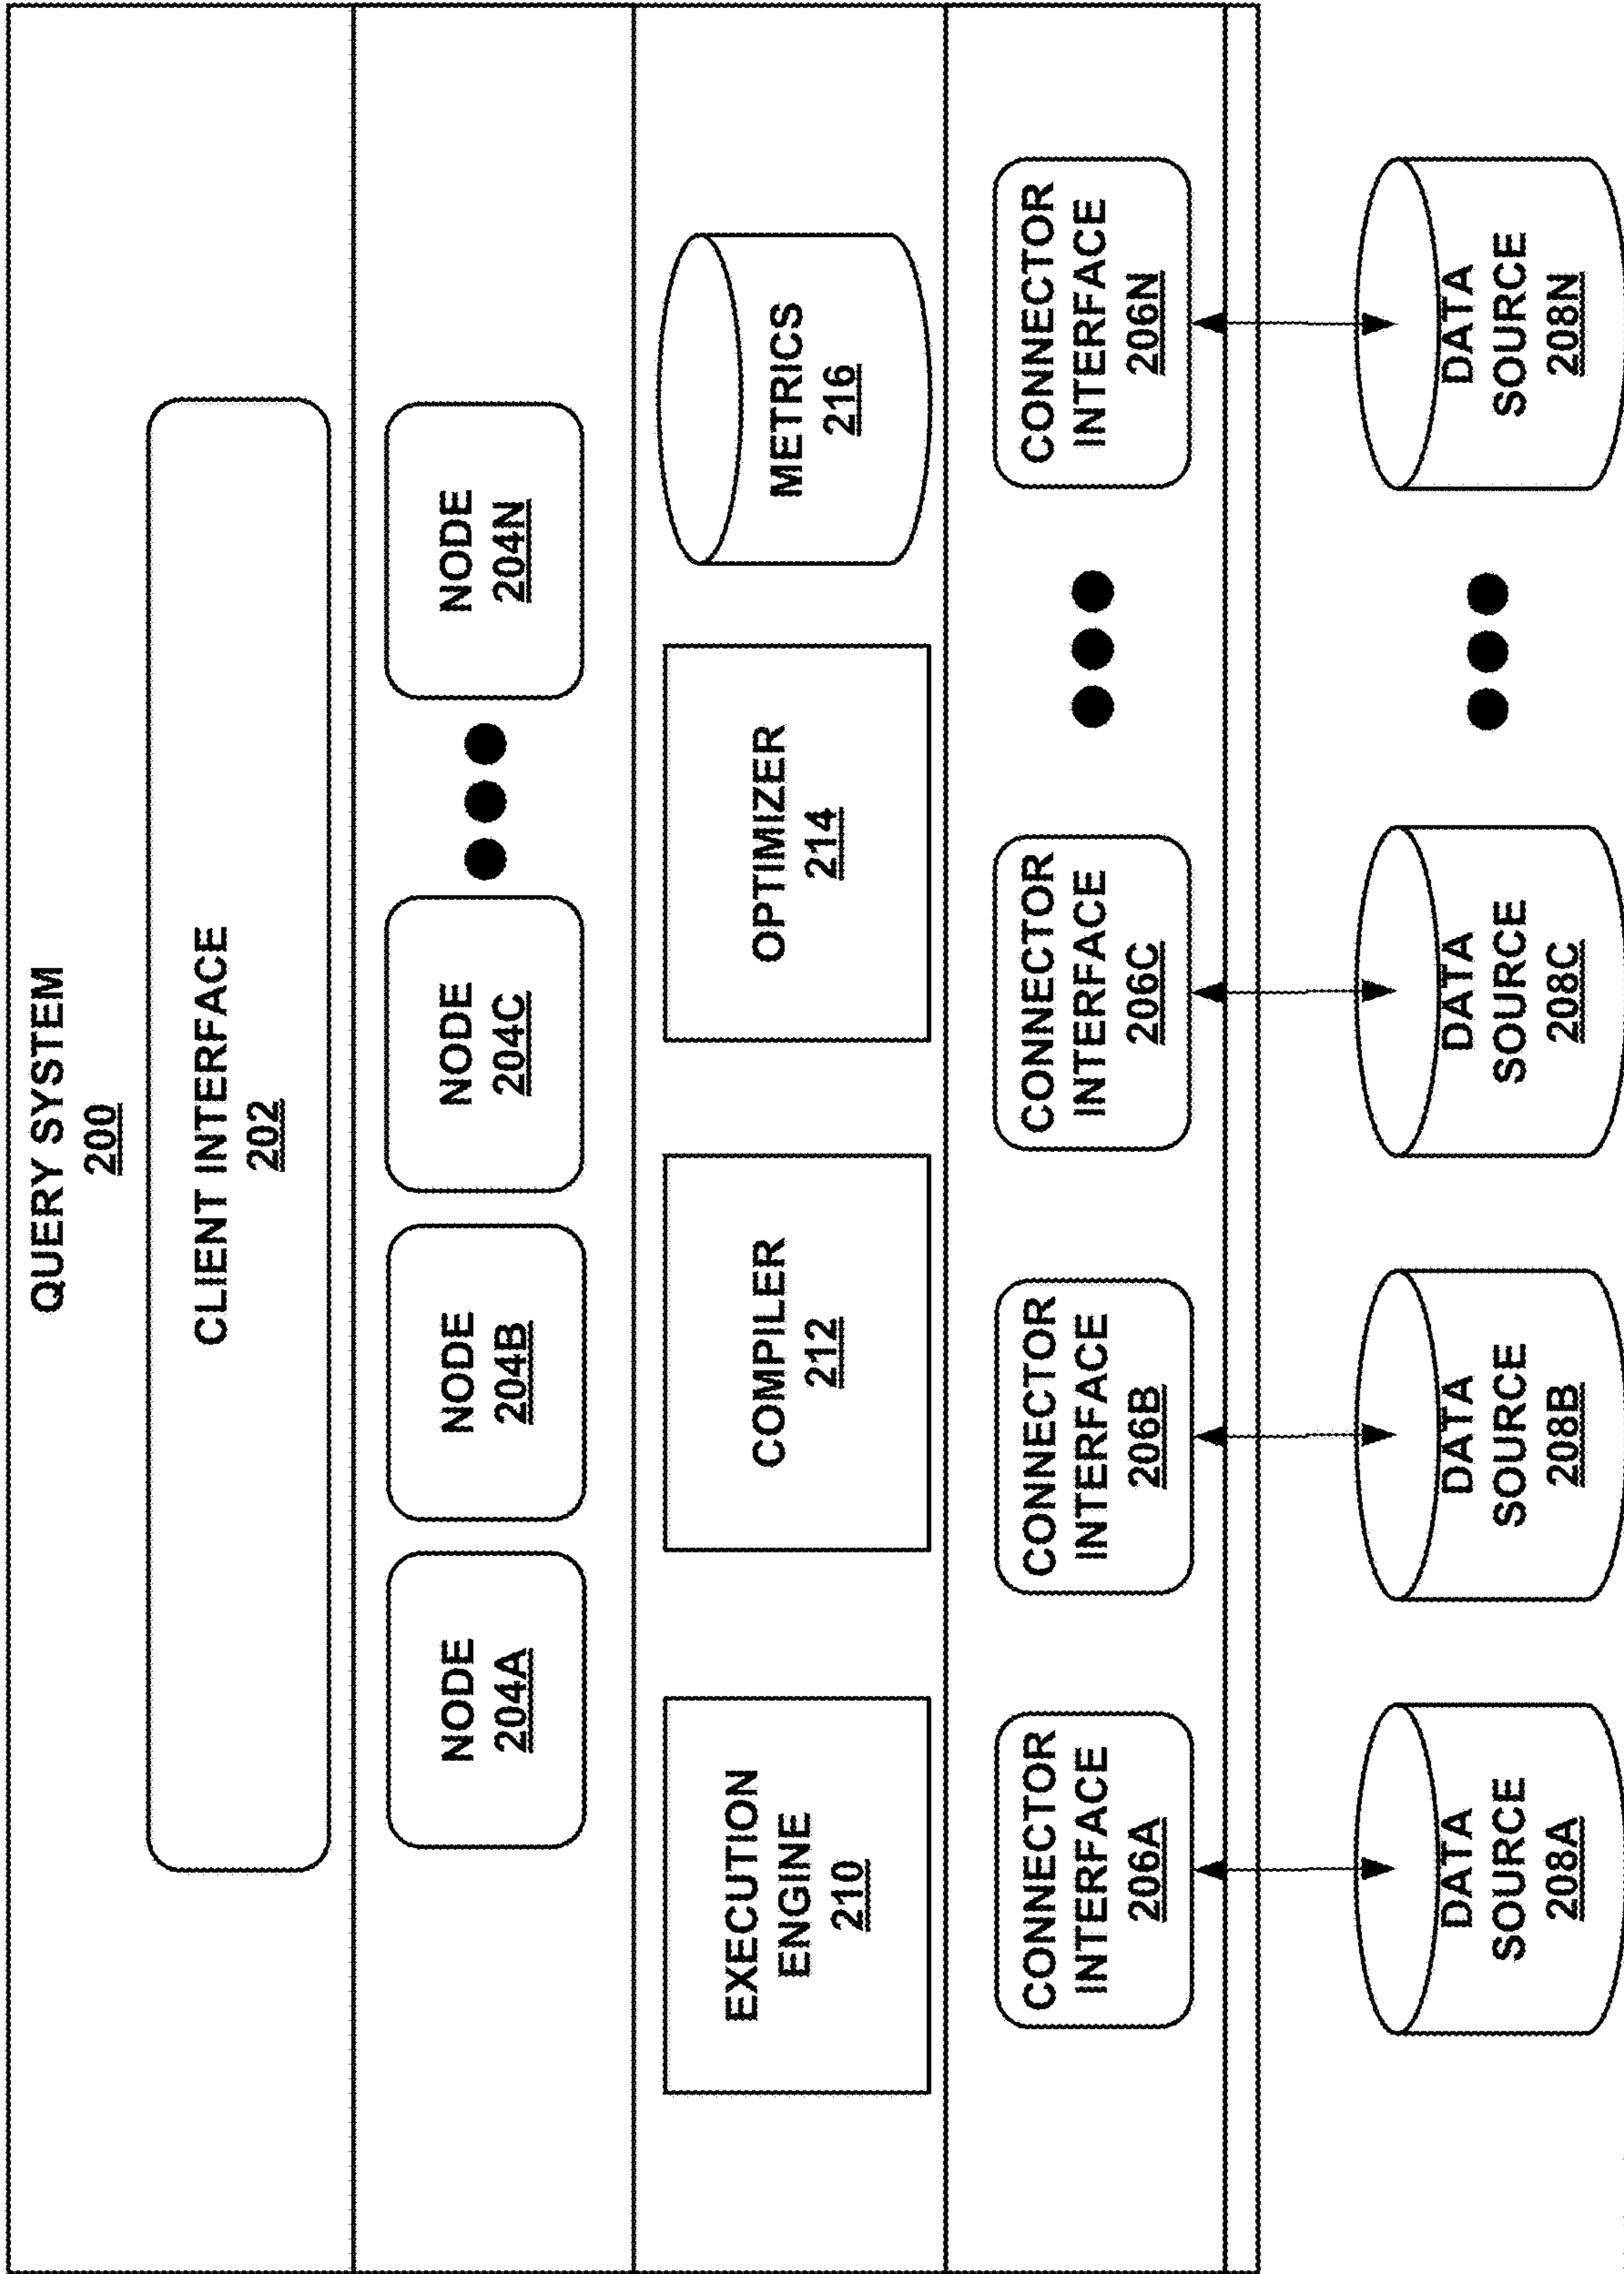 QUERY SYSTEM
200
CLIENT INTERFACE
202
NODE
204A
NODE
204B
NODE
204C
NODE
204N
EXECUTION
ENGINE
210
COMPILER
212
OPTIMIZER
214
METRICS
216
CONNECTOR
INTERFACE
206A
CONNECTOR
INTERFACE
206B
CONNECTOR
INTERFACE
206C
CONNECTOR
INTERFACE
206N
DATA
SOURCE
208A
DATA
SOURCE
208B
DATA
SOURCE
208C
DATA
SOURCE
208N